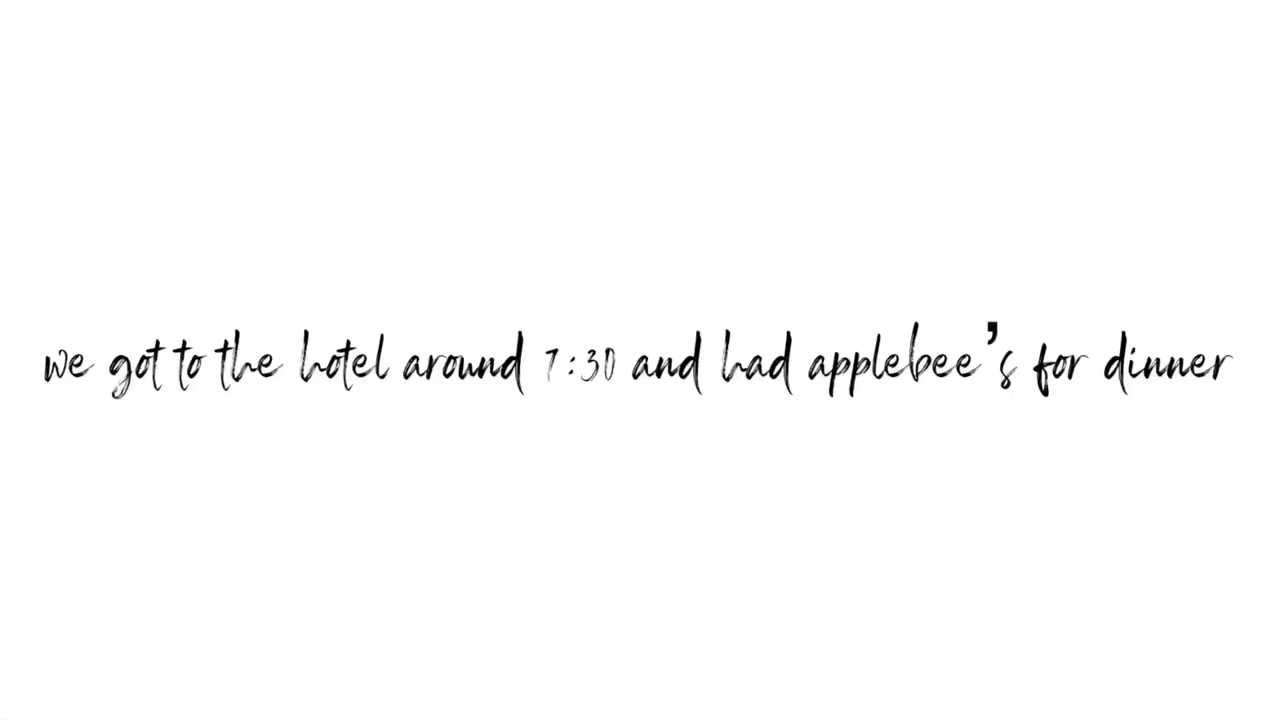 we got to the hotel around 7:30 and had applebee’s for dinner